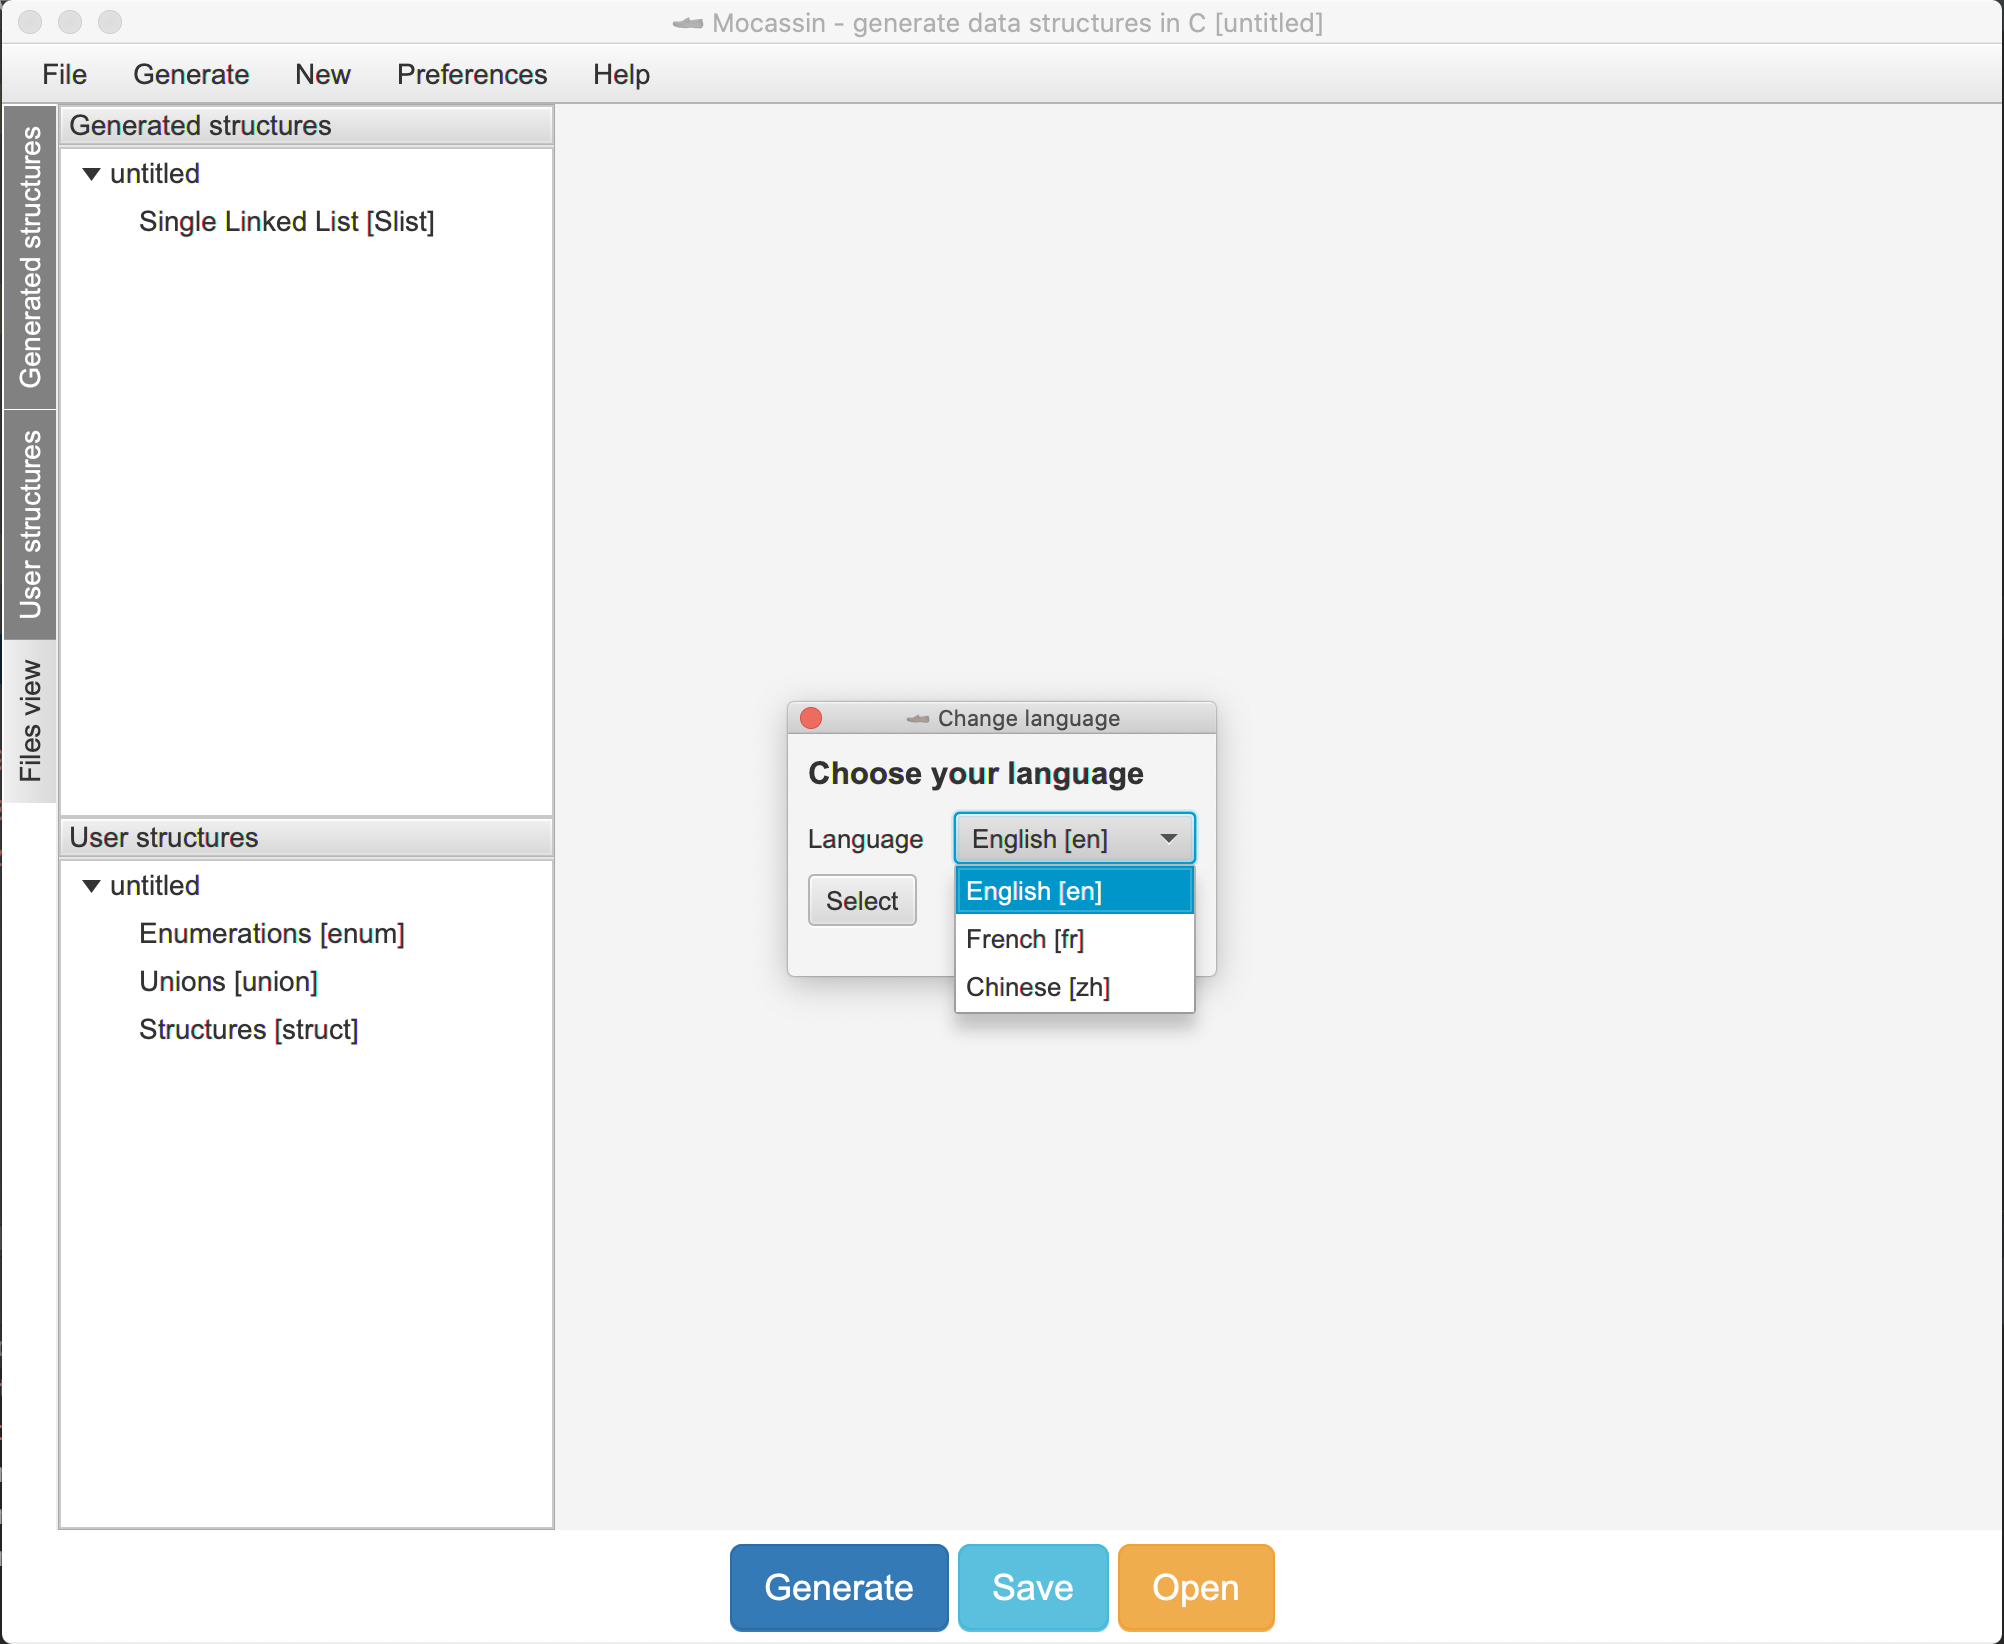 Mocassin - generate data structures in C [untitled]
File Generate New Preferences Help
Generated structures
User structures
Files view
Generated structures
untitled
Single Linked List [Slist]
User structures
untitled
Enumerations [enum]
Unions [union]
Structures [struct]
Change language
Choose your language
Language English [en]
Select
English [en]
French [fr]
Chinese [zh]
Generate Save Open